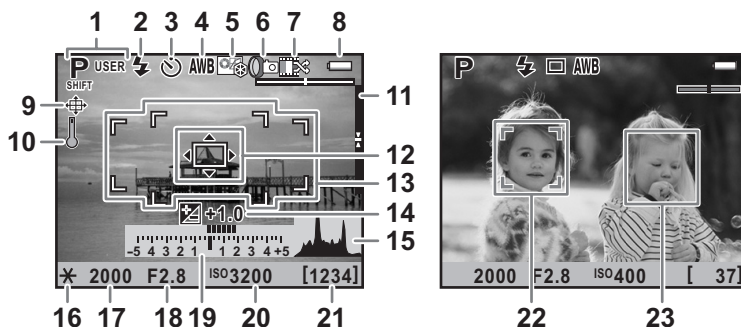 1 2 3 4 5 6 7 8
P USER AWB P AWB
SHIFT
9
10
11
12
13
14
+1.0
15
-5 4 3 2 1 1 2 3 4 +5
2000 F2.8 ISO3200 [1234] 2000 F2.8 ISO400 [ 37]
16 17 18 19 20 21 22 23